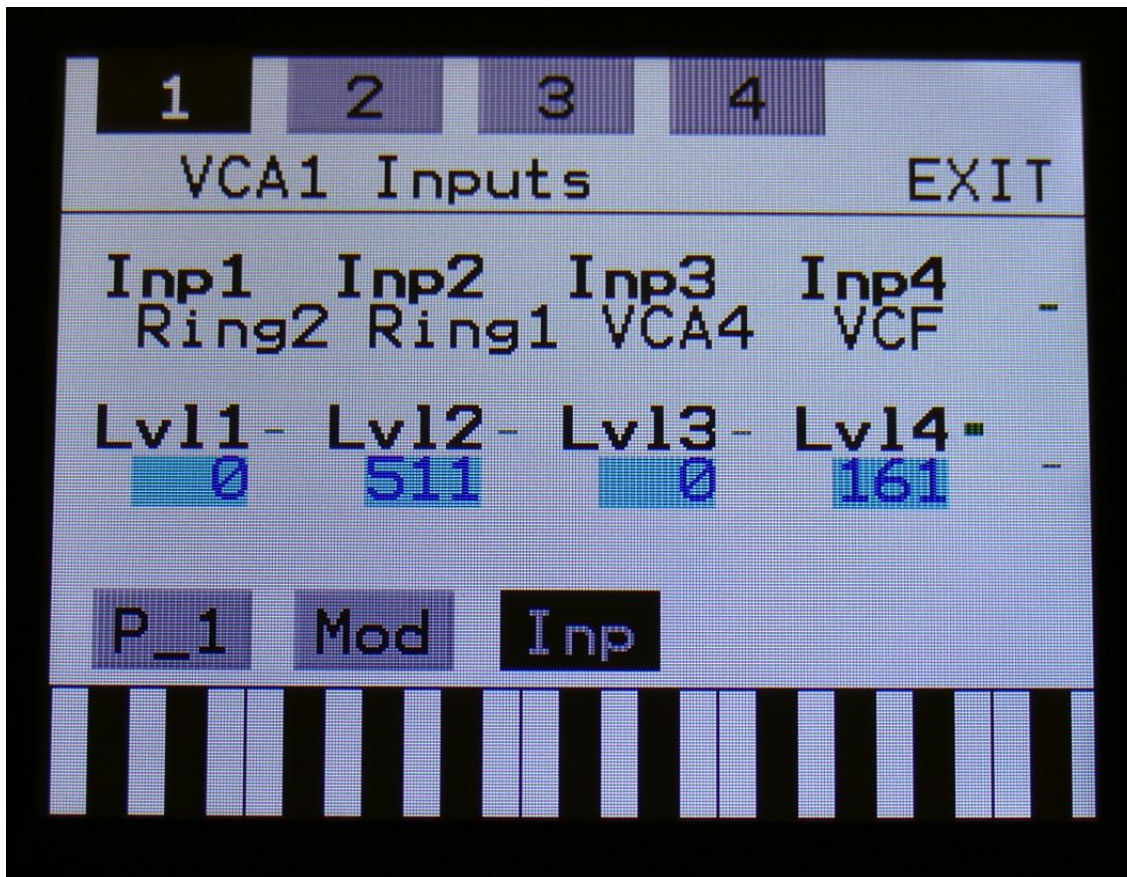 1 2 3 4
VCA1 Inputs EXIT
Inp1 Inp2 Inp3 Inp4
Ring2 Ring1 VCA4 VCF -
Lvl1- Lvl2- Lvl3- Lvl4-
0 511 0 161 -
P_1 Mod Inp